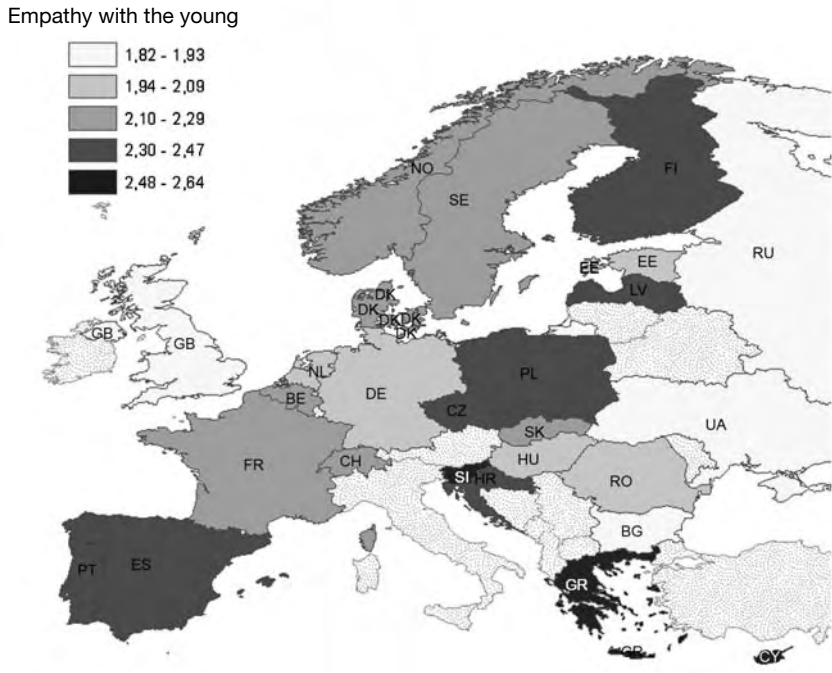 Empathy with the young
1,82 - 1,93
1,94 - 2,09
2,10 - 2,29
2,30 - 2,47
2,48 - 2,64
NO
SE
FI
RU
EE
EE
LV
DK
DK
DK
DK
DK
GB
GB
NL
BE
DE
PL
CZ
SK
UA
FR
CH
HU
SI
HR
RO
BG
PT
ES
GR
GR
CY